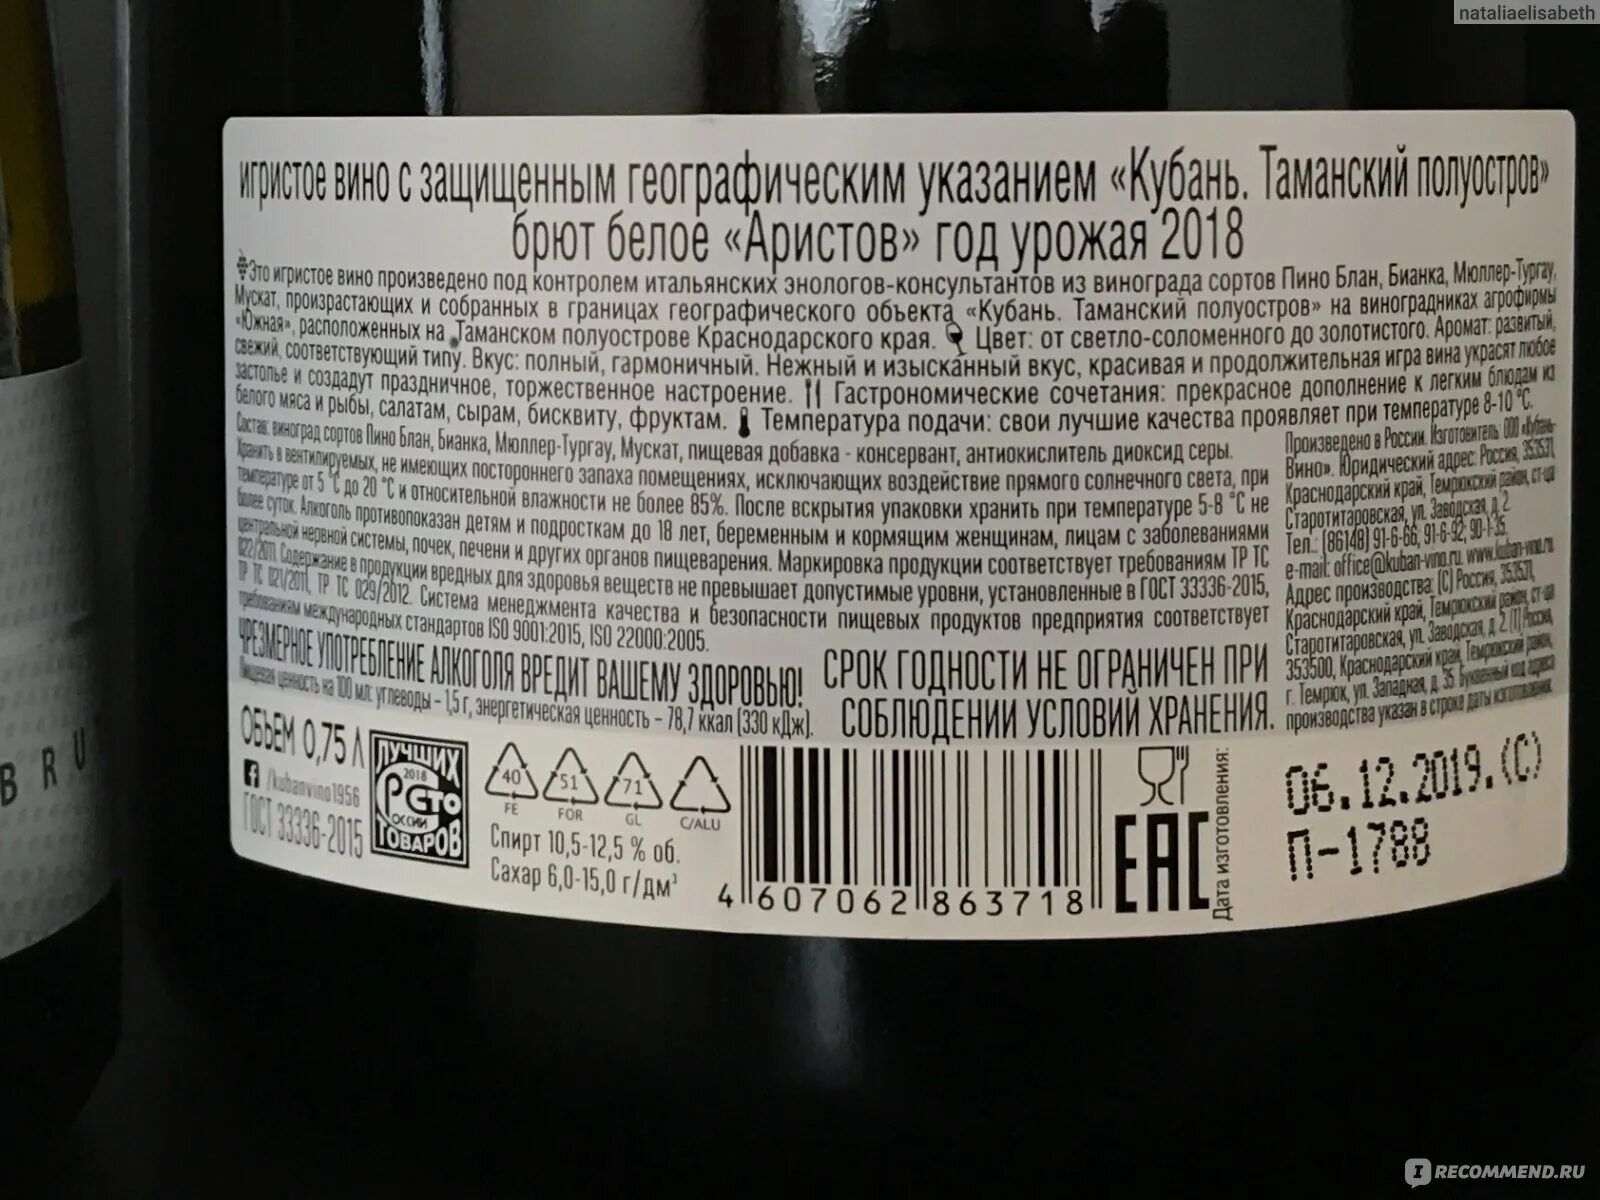 nataliaelisabeth
игристое вино с защищенным географическим указанием «Кубань. Таманский полуостров»
брют белое «Аристов» год урожая 2018
Это игристое вино произведено под контролем итальянских энологов-консультантов из винограда сортов Пино Блан, Бианка, Мюллер-Тургау,
Мускат, произрастающих и собранных в границах географического объекта «Кубань. Таманский полуостров» на виноградниках агрофирмы
«Южная», расположенных на Таманском полуострове Краснодарского края. Цвет: от светло-соломенного до золотистого. Аромат: развитый,
свежий, соответствующий типу. Вкус: полный, гармоничный. Нежный и изысканный вкус, красивая и продолжительная игра вина украсят любое
застолье и создадут праздничное, торжественное настроение. Гастрономические сочетания: прекрасное дополнение к легким блюдам из
белого мяса и рыбы, салатам, сырам, бисквиту, фруктам. Температура подачи: свои лучшие качества проявляет при температуре 8-10 °C.
Состав: виноград сортов Пино Блан, Бианка, Мюллер-Тургау, Мускат, пищевая добавка - консервант, антиокислитель диоксид серы.
Хранить в вентилируемых, не имеющих постороннего запаха помещениях, исключающих воздействие прямого солнечного света, при
температуре от 5 °C до 20 °C и относительной влажности не более 85%. После вскрытия упаковки хранить при температуре 5-8 °C не
более суток. Алкоголь противопоказан детям и подросткам до 18 лет, беременным и кормящим женщинам, лицам с заболеваниями
центральной нервной системы, почек, печени и других органов пищеварения. Маркировка продукции соответствует требованиям ТР ТС
022/2011. Содержание в продукции вредных для здоровья веществ не превышает допустимые уровни, установленные в ГОСТ 33336-2015,
ТР ТС 021/2011, ТР ТС 029/2012. Система менеджмента качества и безопасности пищевых продуктов предприятия соответствует
требованиям международных стандартов ISO 9001:2015, ISO 22000:2005.
ЧРЕЗМЕРНОЕ УПОТРЕБЛЕНИЕ АЛКОГОЛЯ ВРЕДИТ ВАШЕМУ ЗДОРОВЬЮ!
Пищевая ценность на 100 мл: углеводы – 1,5 г, энергетическая ценность – 78,7 ккал (330 кДж).
СРОК ГОДНОСТИ НЕ ОГРАНИЧЕН ПРИ
СОБЛЮДЕНИИ УСЛОВИЙ ХРАНЕНИЯ.
Произведено в России. Изготовитель ООО «Кубань-
Вино». Юридический адрес: Россия, 353531,
Краснодарский край, Темрюкский район, ст-ца
Старотитаровская, ул. Заводская, д. 2.
Тел.: (86148) 91-6-66, 91-6-92, 90-1-35.
e-mail: office@kuban-vino.ru. www.kuban-vino.ru
Адрес производства: (С) Россия, 353531,
Краснодарский край, Темрюкский район, ст-ца
Старотитаровская, ул. Заводская, д. 2. (Т) Россия,
353500, Краснодарский край, Темрюкский район,
г. Темрюк, ул. Западная, д. 35. Буквенный код адреса
производства указан в строке даты изготовления.
ОБЪЕМ 0,75 Л
/kubanvino1956
ГОСТ 33336-2015
ЛУЧШИХ
2018
СТО
РОССИИ
ТОВАРОВ
40
FE
51
FOR
71
GL
C/ALU
Спирт 10,5-12,5 % об.
Сахар 6,0-15,0 г/дм³
4 607062 863718
EAC
Дата изготовления:
06.12.2019.(С)
П-1788
BRU
IRECOMMEND.RU